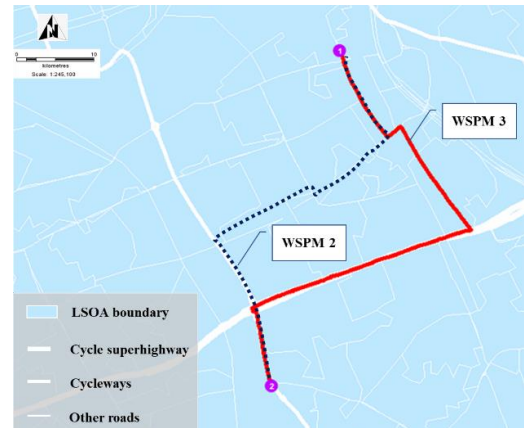 N
0 10
kilometres
Scale: 1:245,100
1
WSPM 3
WSPM 2
LSOA boundary
Cycle superhighway
2
Cycleways
Other roads